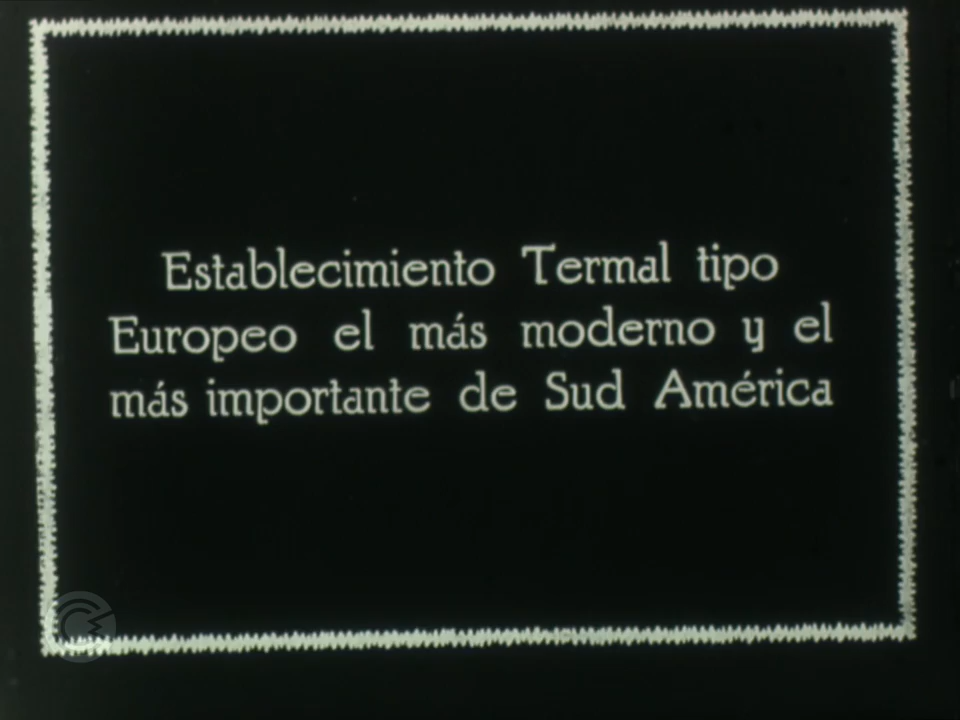 Establecimiento Termal tipo
Europeo el más moderno y el
más importante de Sud América